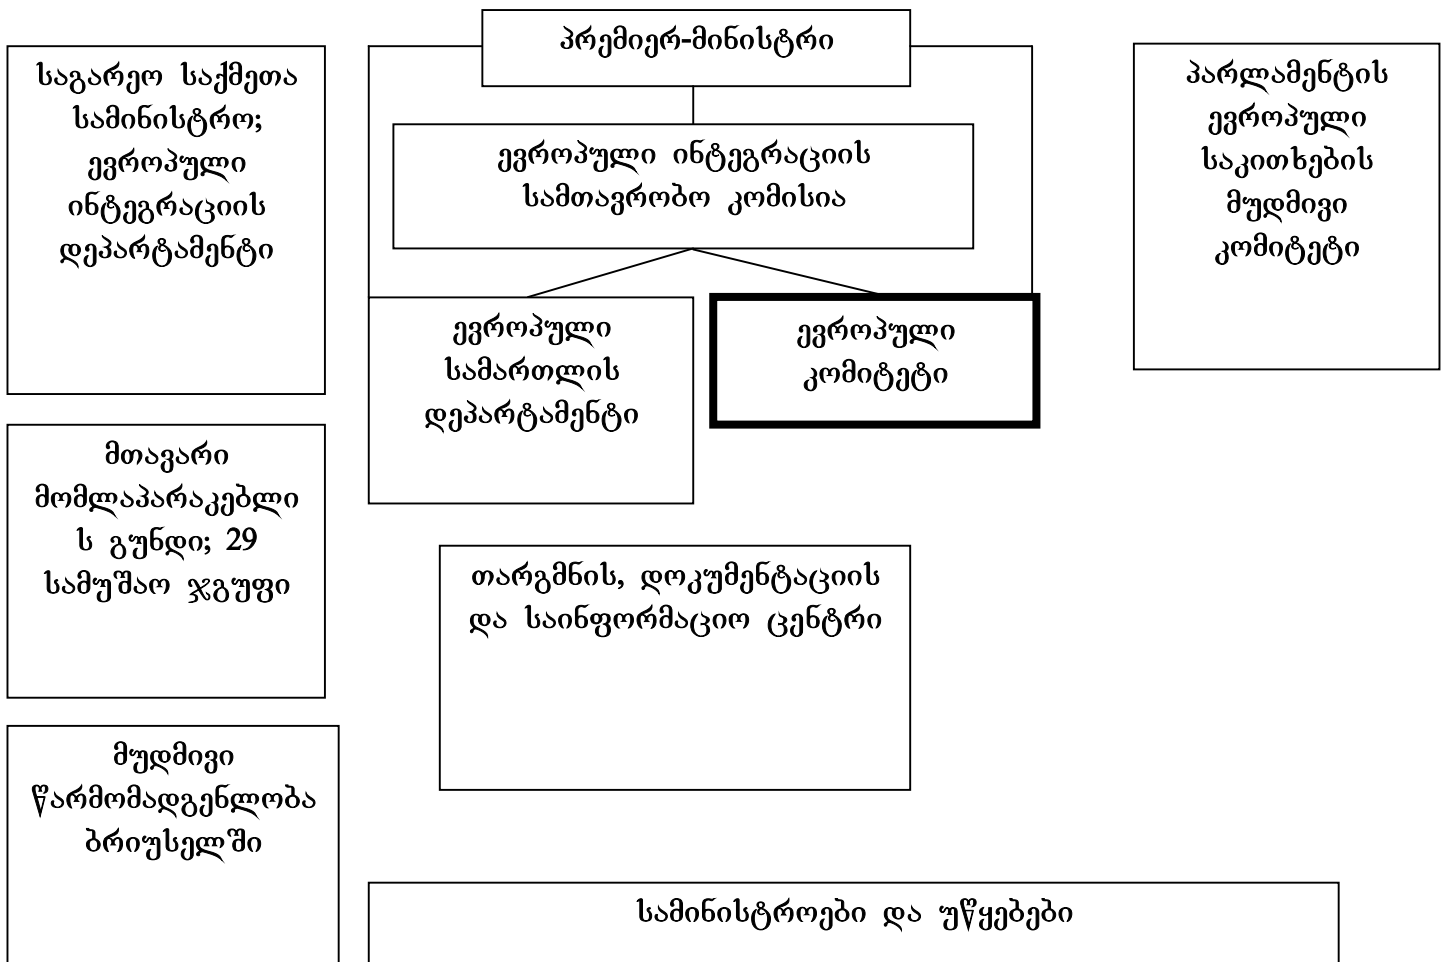 პრემიერ-მინისტრი
საგარეო საქმეთა
სამინისტრო;
ევროპული
ინტეგრაციის
დეპარტამენტი
ევროპული ინტეგრაციის
სამთავრობო კომისია
პარლამენტის
ევროპული
საკითხების
მუდმივი
კომიტეტი
ევროპული
სამართლის
დეპარტამენტი
ევროპული
კომიტეტი
მთავარი
მომლაპარაკებლი
ს გუნდი; 29
სამუშაო ჯგუფი
თარგმნის, დოკუმენტაციის
და საინფორმაციო ცენტრი
მუდმივი
წარმომადგენლობა
ბრიუსელში
სამინისტროები და უწყებები